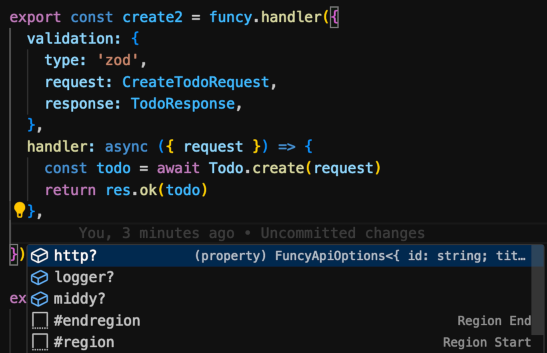 export const create2 = funcy.handler({
validation: {
type: 'zod',
request: CreateTodoRequest,
response: TodoResponse,
},
handler: async ({ request }) => {
const todo = await Todo.create(request)
return res.ok(todo)
},
You, 3 minutes ago • Uncommitted changes
})
http? (property) FuncyApiOptions<{ id: string; tit…
logger?
middy?
ex
#endregion Region End
#region Region Start